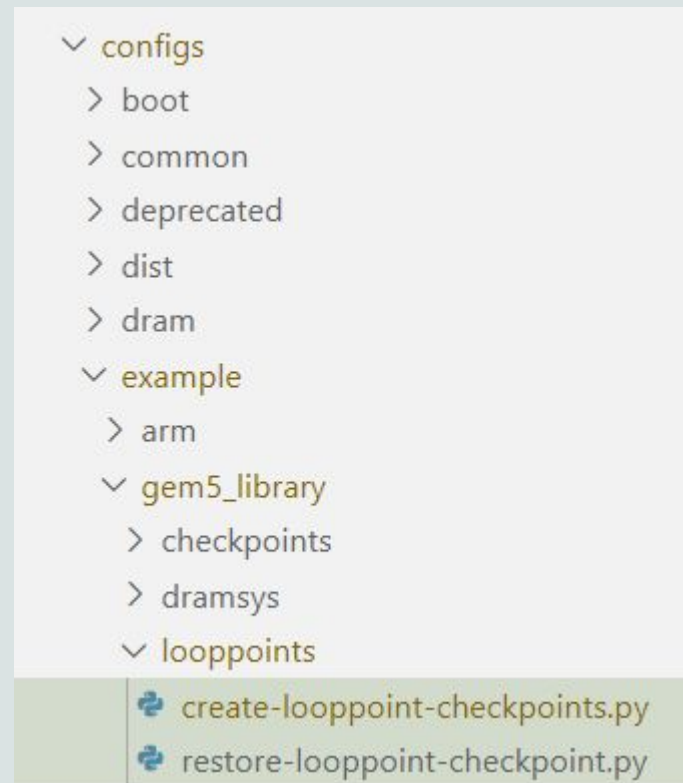 configs
boot
common
deprecated
dist
dram
example
arm
gem5_library
checkpoints
dramsys
looppoints
create-looppoint-checkpoints.py
restore-looppoint-checkpoint.py